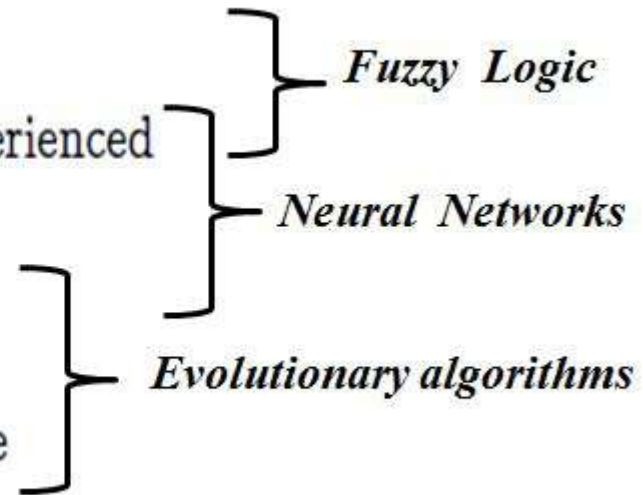 Fuzzy Logic
erienced
Neural Networks
Evolutionary algorithms
e